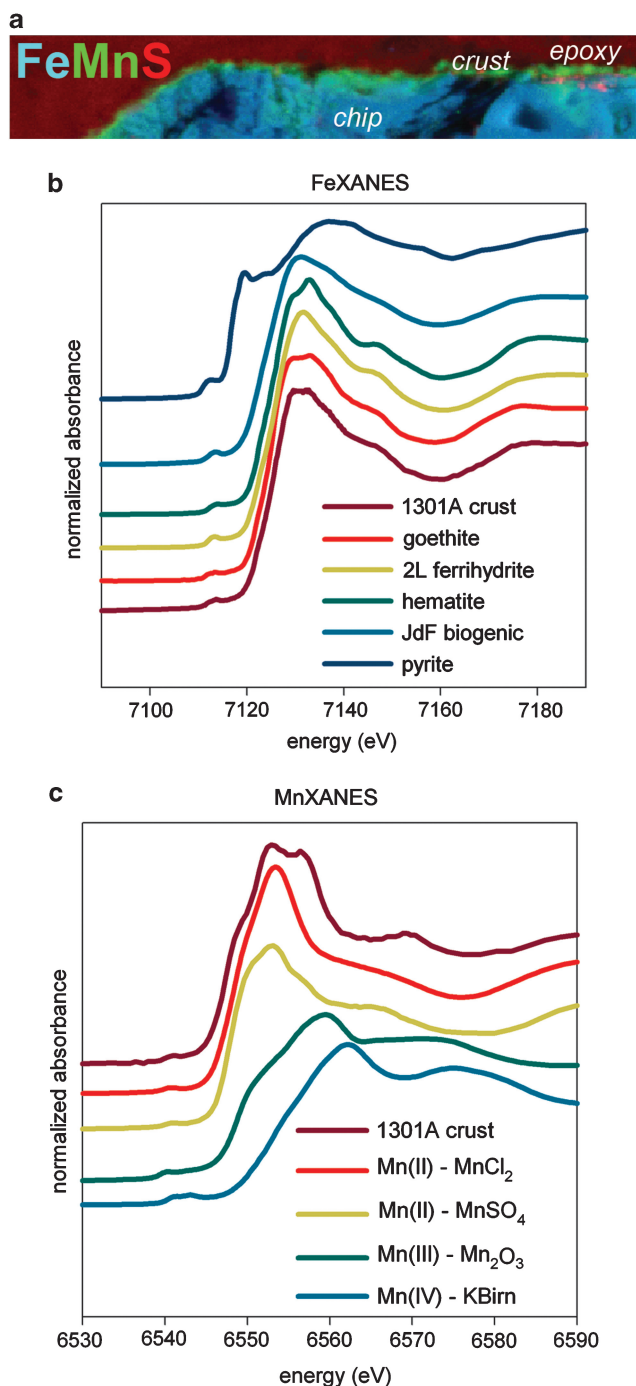 a
FeMnS
crust
epoxy
chip
b
FeXANES
normalized absorbance
1301A crust
goethite
2L ferrihydrite
hematite
JdF biogenic
pyrite
7100 7120 7140 7160 7180
energy (eV)
c
MnXANES
normalized absorbance
1301A crust
Mn(II) - MnCl₂
Mn(II) - MnSO₄
Mn(III) - Mn₂O₃
Mn(IV) - KBirn
6530 6540 6550 6560 6570 6580 6590
energy (eV)